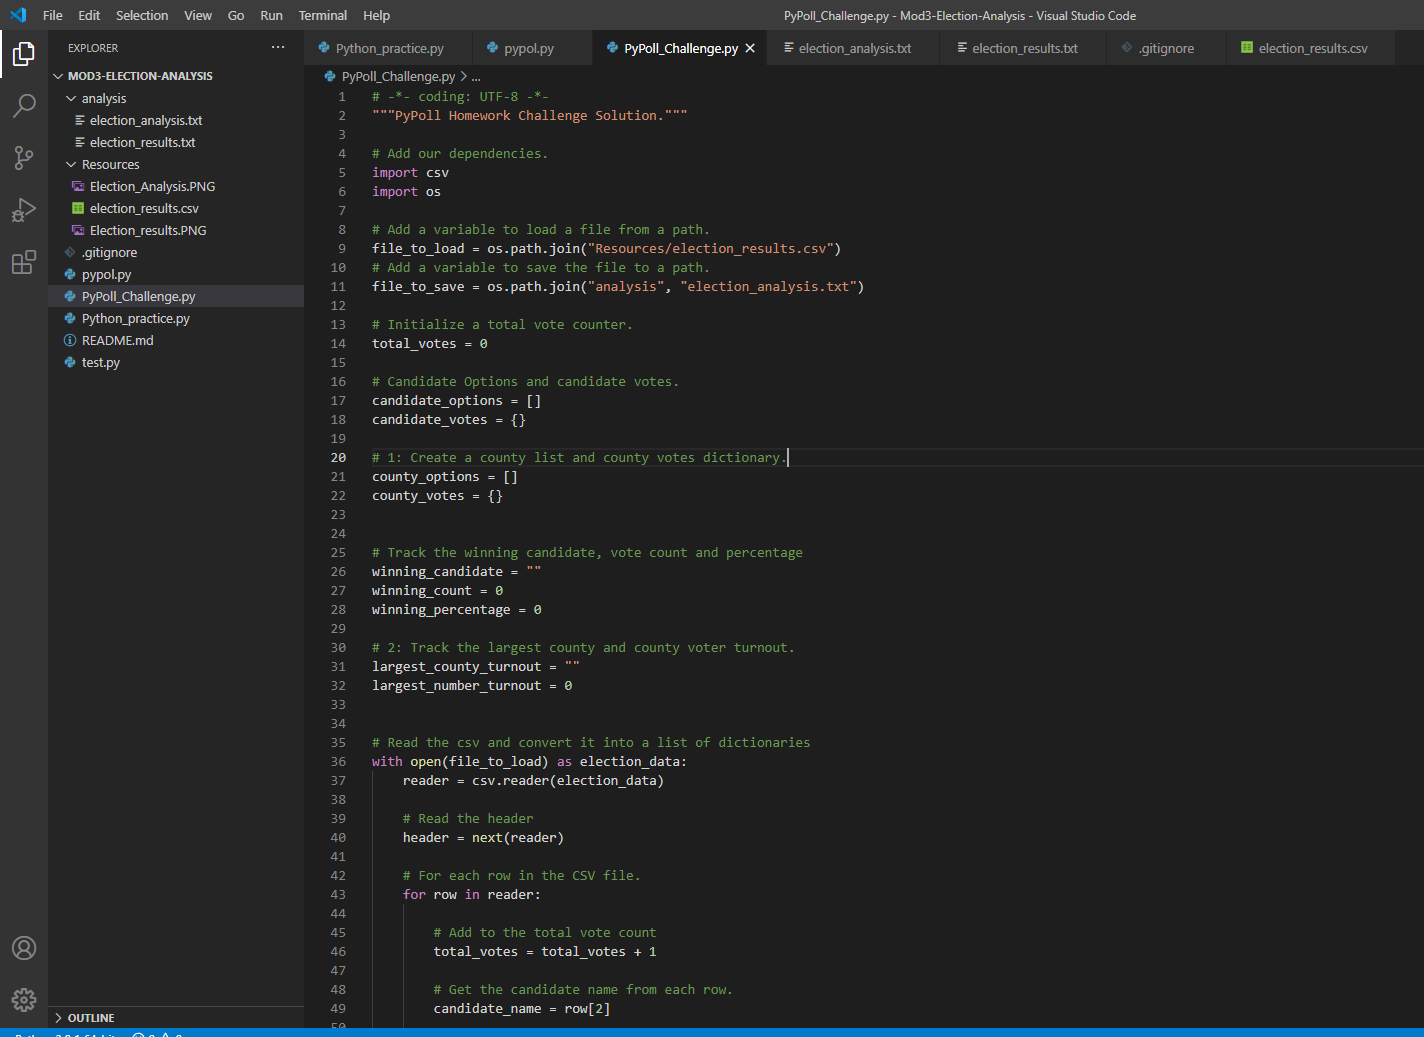 File Edit Selection View Go Run Terminal Help PyPoll_Challenge.py - Mod3-Election-Analysis - Visual Studio Code
EXPLORER ···
MOD3-ELECTION-ANALYSIS
analysis
election_analysis.txt
election_results.txt
Resources
Election_Analysis.PNG
election_results.csv
Election_results.PNG
.gitignore
pypol.py
PyPoll_Challenge.py
Python_practice.py
README.md
test.py
OUTLINE
Python_practice.py pypol.py PyPoll_Challenge.py election_analysis.txt election_results.txt .gitignore election_results.csv
PyPoll_Challenge.py > ...
1 # -*- coding: UTF-8 -*-
2 """PyPoll Homework Challenge Solution."""
3
4 # Add our dependencies.
5 import csv
6 import os
7
8 # Add a variable to load a file from a path.
9 file_to_load = os.path.join("Resources/election_results.csv")
10 # Add a variable to save the file to a path.
11 file_to_save = os.path.join("analysis", "election_analysis.txt")
12
13 # Initialize a total vote counter.
14 total_votes = 0
15
16 # Candidate Options and candidate votes.
17 candidate_options = []
18 candidate_votes = {}
19
20 # 1: Create a county list and county votes dictionary.
21 county_options = []
22 county_votes = {}
23
24
25 # Track the winning candidate, vote count and percentage
26 winning_candidate = ""
27 winning_count = 0
28 winning_percentage = 0
29
30 # 2: Track the largest county and county voter turnout.
31 largest_county_turnout = ""
32 largest_number_turnout = 0
33
34
35 # Read the csv and convert it into a list of dictionaries
36 with open(file_to_load) as election_data:
37     reader = csv.reader(election_data)
38
39     # Read the header
40     header = next(reader)
41
42     # For each row in the CSV file.
43     for row in reader:
44
45         # Add to the total vote count
46         total_votes = total_votes + 1
47
48         # Get the candidate name from each row.
49         candidate_name = row[2]
50